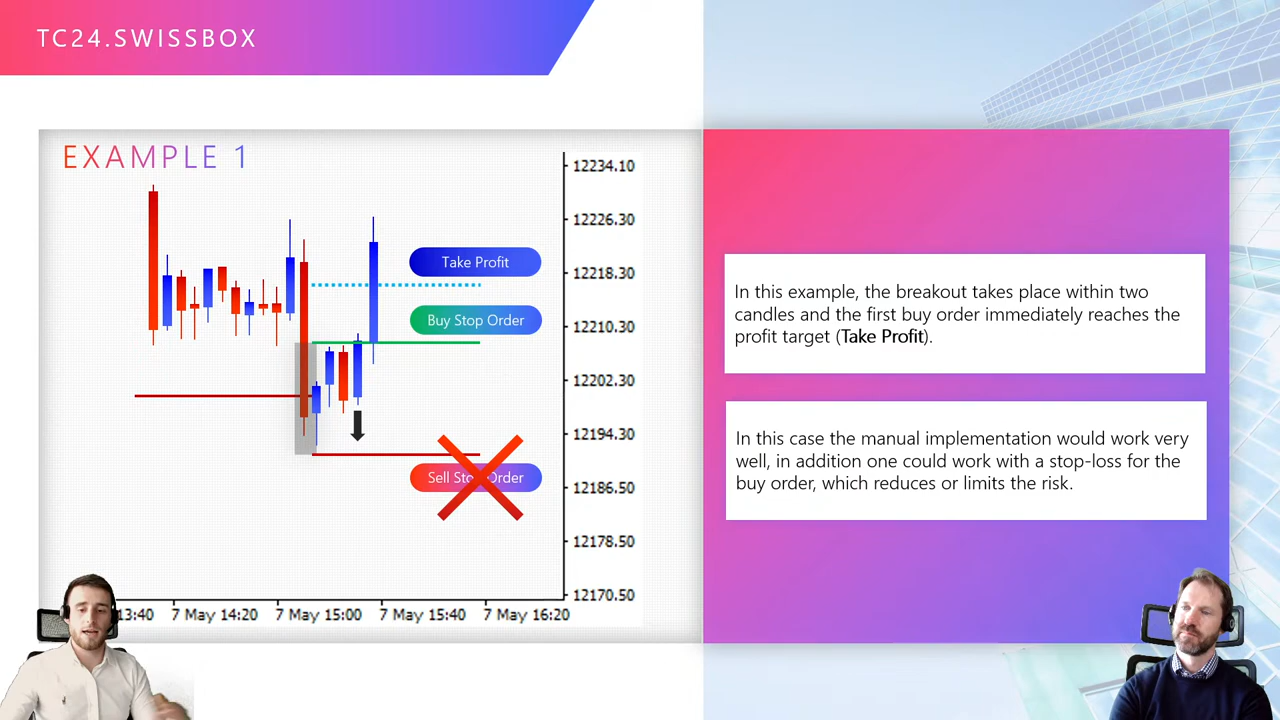 TC24.SWISSBOX
EXAMPLE 1
12234.10
12226.30
Take Profit
12218.30
Buy Stop Order
12210.30
12202.30
12194.30
Sell Stop Order
12186.50
12178.50
12170.50
13:40
7 May 14:20
7 May 15:00
7 May 15:40
7 May 16:20
In this example, the breakout takes place within two
candles and the first buy order immediately reaches the
profit target (Take Profit).
In this case the manual implementation would work very
well, in addition one could work with a stop-loss for the
buy order, which reduces or limits the risk.